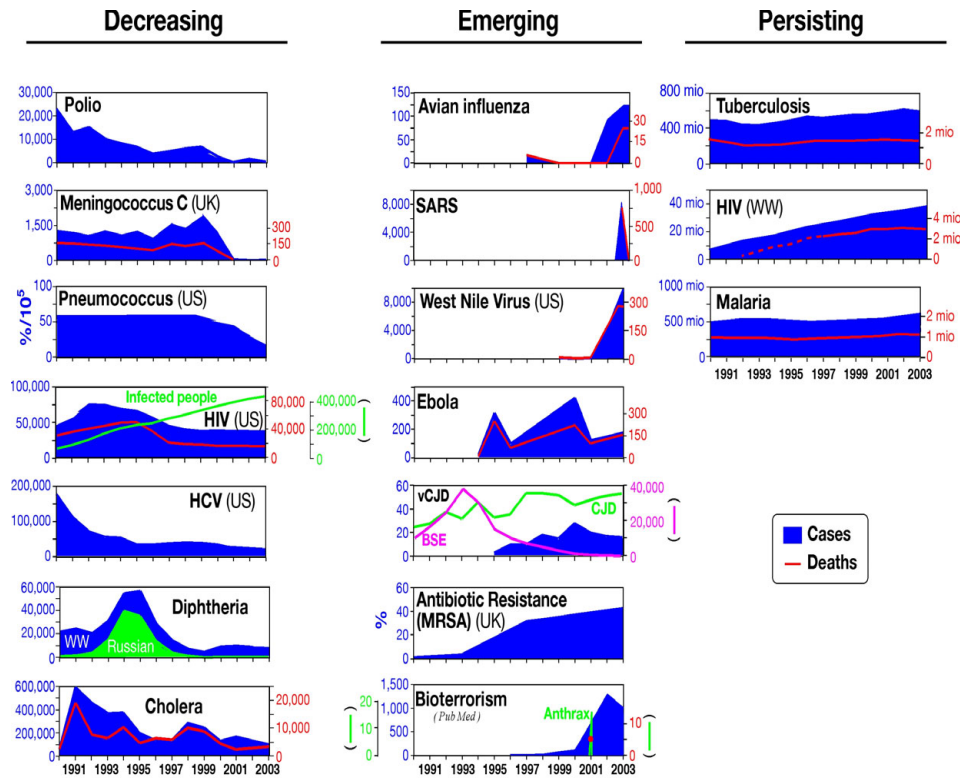 Decreasing
Emerging
Persisting
30,000
20,000
10,000
0
Polio
3,000
1,500
0
Meningococcus C (UK)
300
150
0
%/10⁵
100
50
0
Pneumococcus (US)
100,000
50,000
0
Infected people
HIV (US)
80,000
40,000
0
400,000
200,000
0
200,000
100,000
0
HCV (US)
60,000
40,000
20,000
0
Diphtheria
WW
Russian
600,000
400,000
200,000
0
Cholera
20,000
10,000
0
1991 1993 1995 1997 1999 2001 2003
150
100
50
0
Avian influenza
30
15
0
SARS
8,000
4,000
0
1,000
500
0
8,000
4,000
0
West Nile Virus (US)
300
150
0
400
200
0
Ebola
300
150
0
60
40
20
0
vCJD
BSE
CJD
40,000
20,000
0
%
60
40
20
0
Antibiotic Resistance
(MRSA) (UK)
20
10
0
1,500
1,000
500
0
Bioterrorism
(Pub Med)
Anthrax
10
0
1991 1993 1995 1997 1999 2001 2003
800 mio
400 mio
0
Tuberculosis
2 mio
0
40 mio
20 mio
0
HIV (WW)
4 mio
2 mio
0
1000 mio
500 mio
0
Malaria
2 mio
1 mio
0
1991 1993 1995 1997 1999 2001 2003
Cases
Deaths